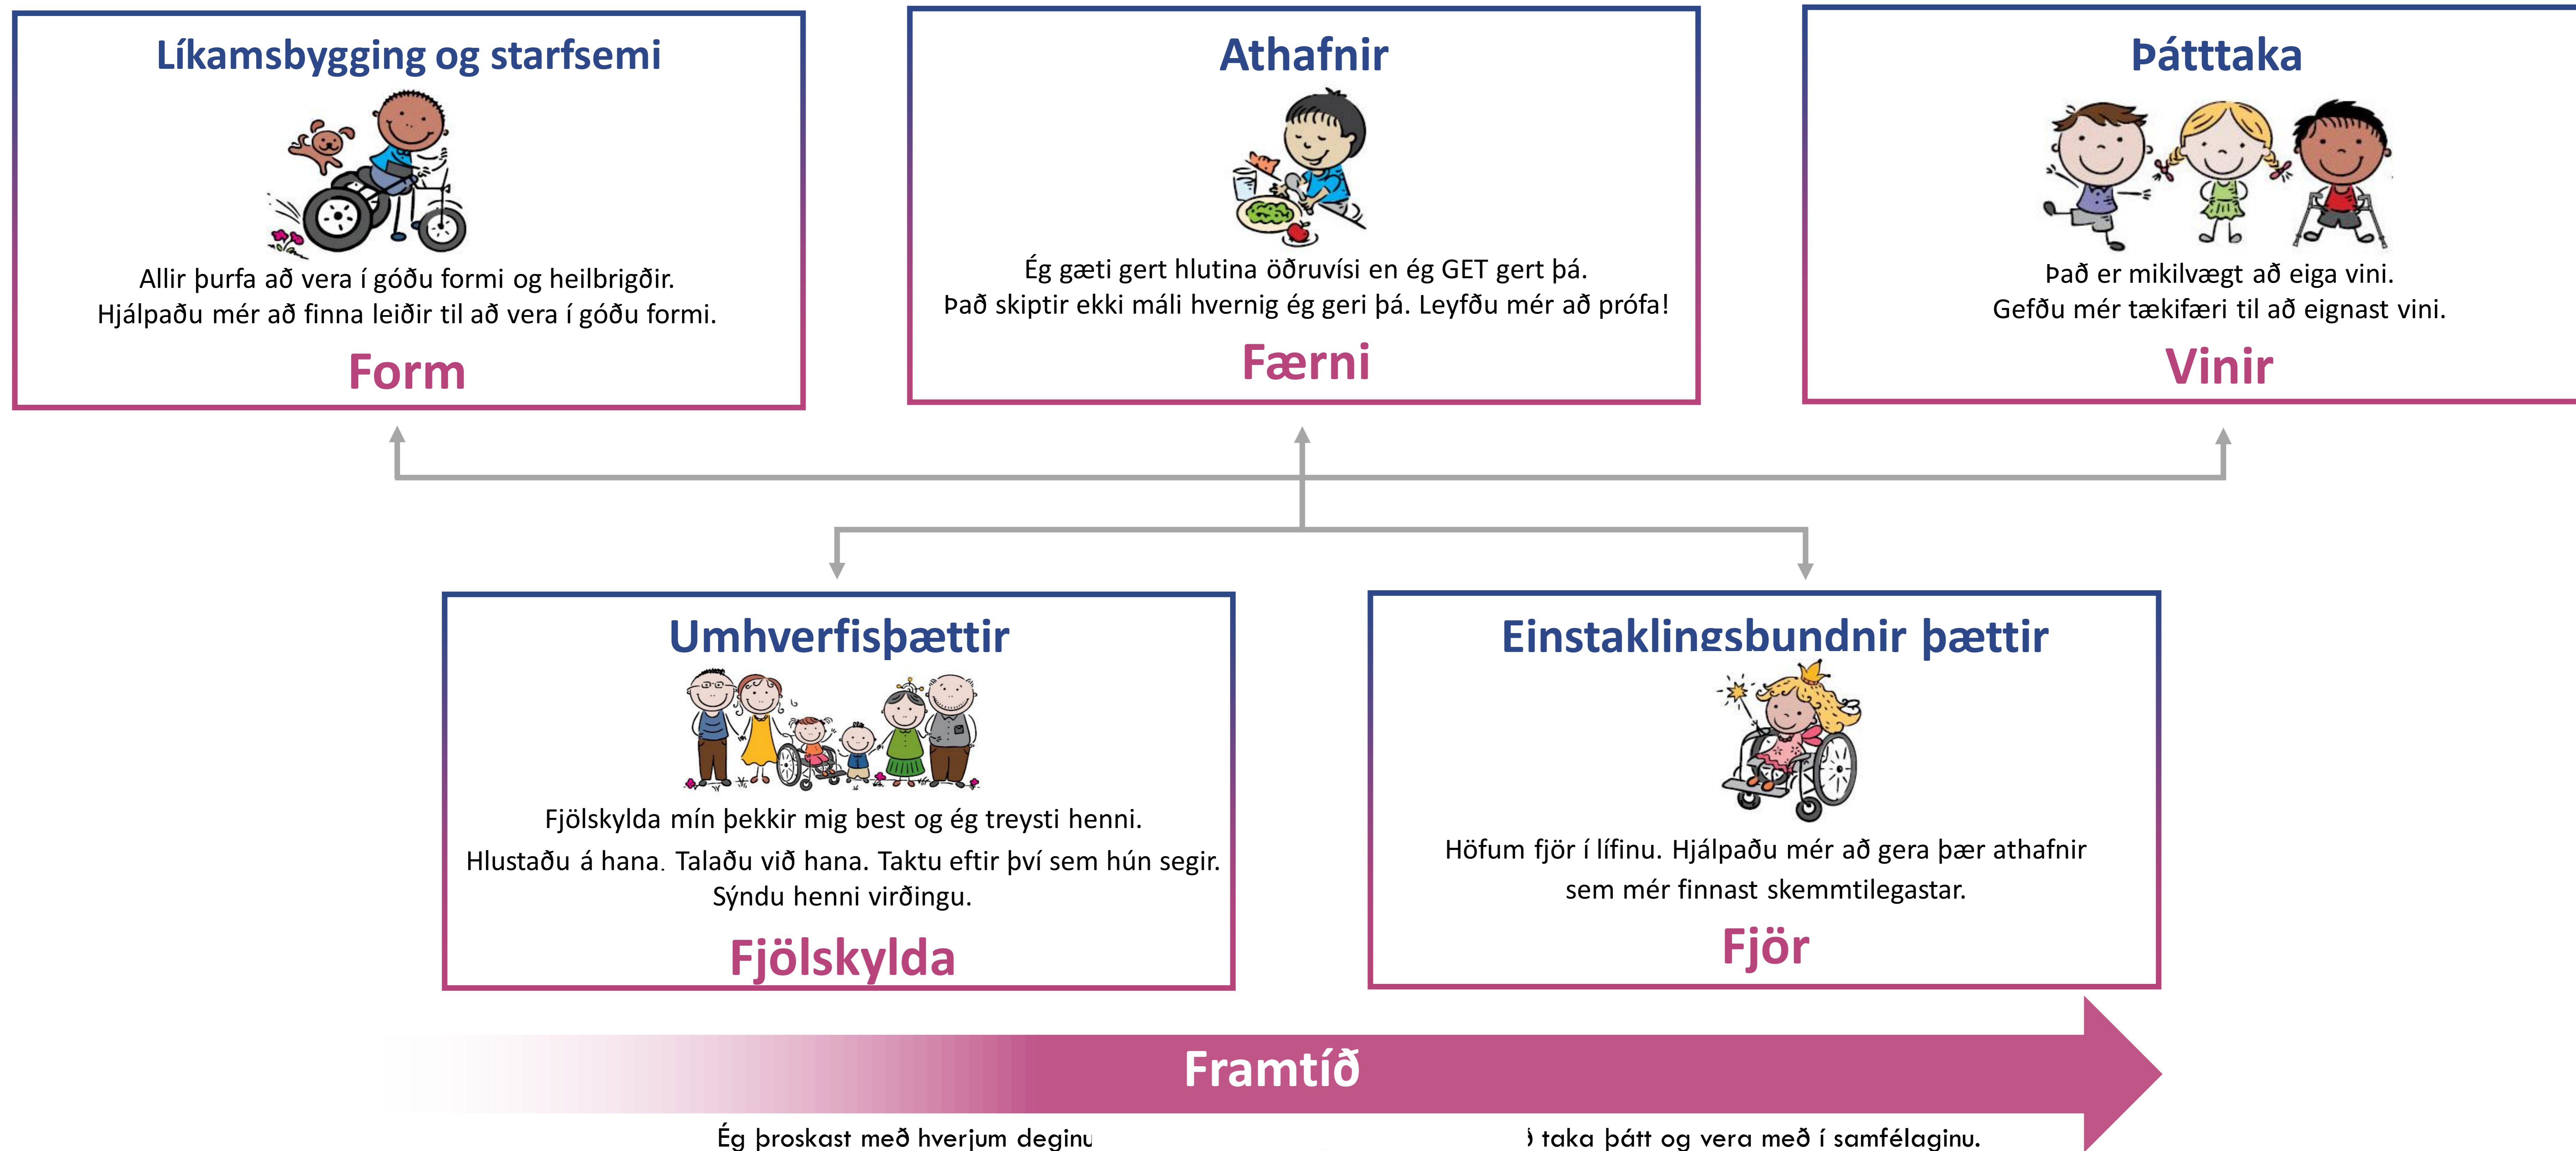 Líkamsbygging og starfsemi
Allir þurfa að vera í góðu formi og heilbrigðir.
Hjálpaðu mér að finna leiðir til að vera í góðu formi.
Form
Athafnir
Ég gæti gert hlutina öðruvísi en ég GET gert þá.
Það skiptir ekki máli hvernig ég geri þá. Leyfðu mér að prófa!
Færni
Þátttaka
Það er mikilvægt að eiga vini.
Gefðu mér tækifæri til að eignast vini.
Vinir
Umhverfisþættir
Fjölskylda mín þekkir mig best og ég treysti henni.
Hlustaðu á hana. Talaðu við hana. Taktu eftir því sem hún segir.
Sýndu henni virðingu.
Fjölskylda
Einstaklingsbundnir þættir
Höfum fjör í lífinu. Hjálpaðu mér að gera þær athafnir
sem mér finnast skemmtilegastar.
Fjör
Framtíð
Ég þroskast með hverjum
taka þátt og vera með í samfélaginu.